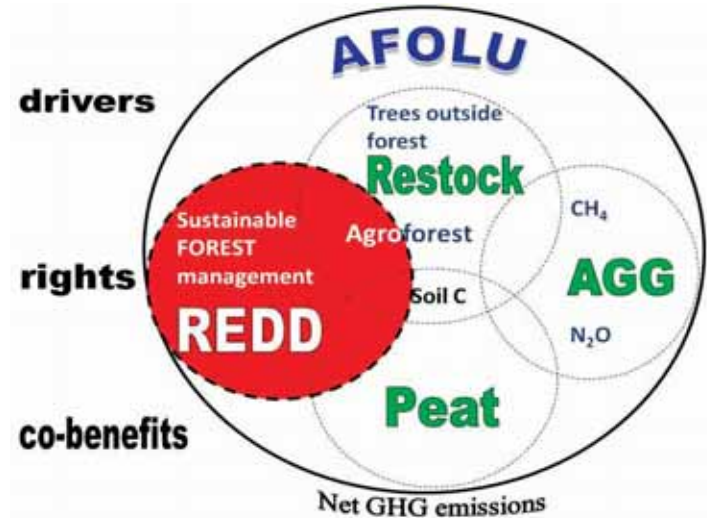 AFOLU
drivers
Trees outside
forest
Restock
CH₄
Sustainable
FOREST
management
Agroforest
rights
AGG
Soil C
REDD
N₂O
Peat
co-benefits
Net GHG emissions